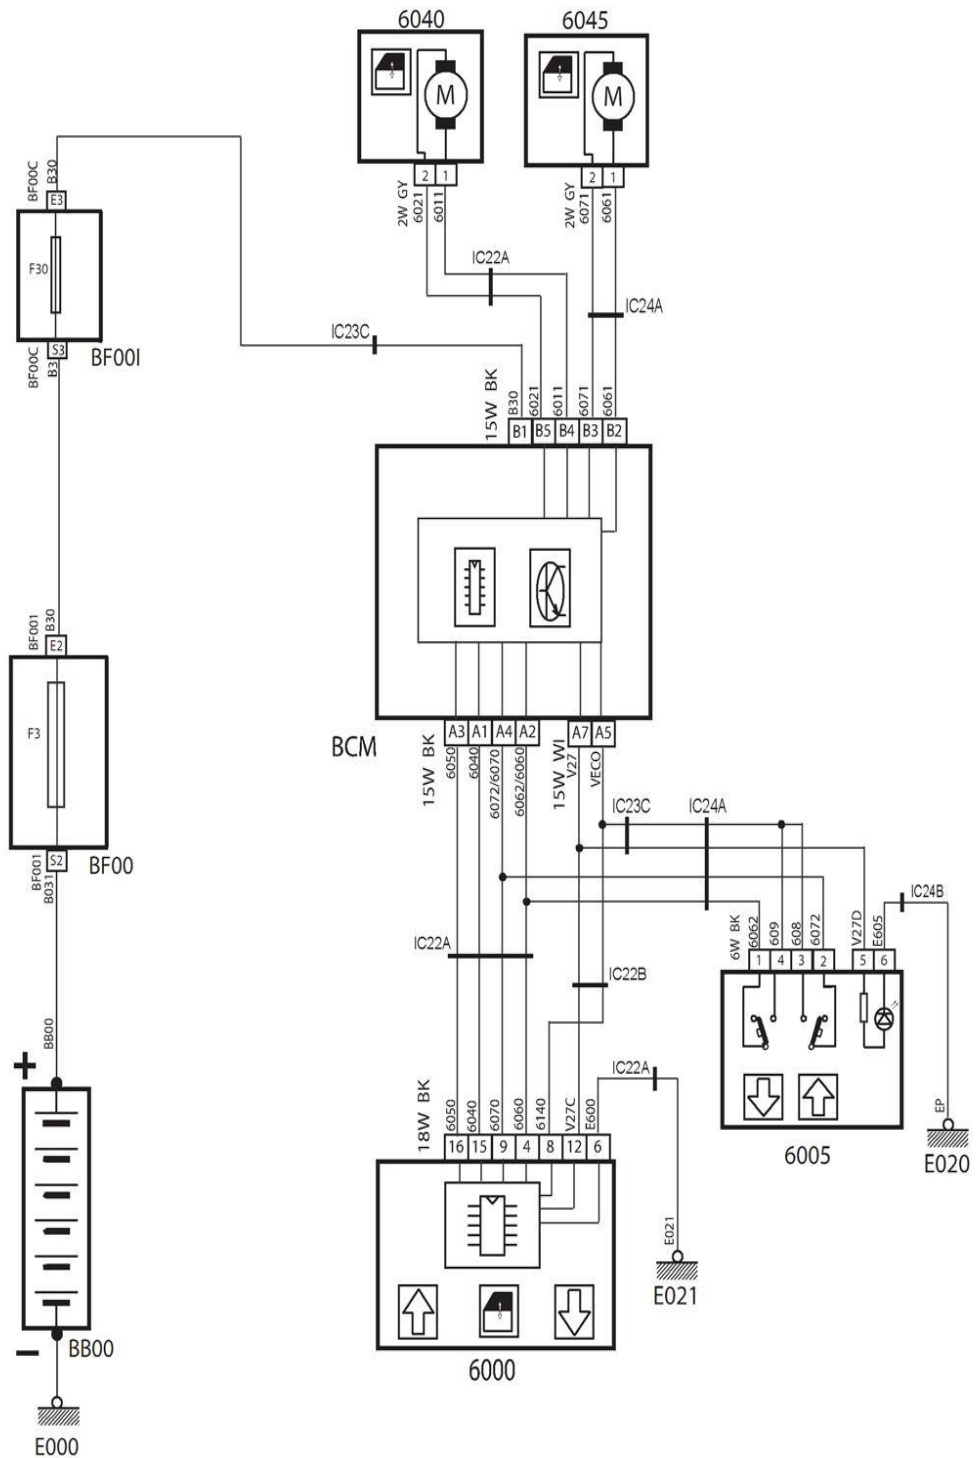 6040
6045
M
M
2 1
2 1
2W GY
6021
6011
2W GY
6071
6061
IC22A
IC24A
IC23C
BF00C
B30
E3
F30
S3
BF00C
B3
BF00I
15W BK
B30
6021
6011
6071
6061
B1 B5 B4 B3 B2
BF001
B30
E2
F3
S2
BF001
B031
BF00
BCM
A3 A1 A4 A2
A7 A5
15W BK
6050
6040
6072/6070
6062/6060
15W WI
V27
VECO
IC23C
IC24A
IC24B
6W BK
6062
609
608
6072
V27D
E605
1 4 3 2 5 6
IC22A
IC22B
IC22A
BB00
+
18W BK
6050
6040
6070
6060
6140
V27C
E600
16 15 9 4 8 12 6
6005
EP
E020
E021
E021
–
BB00
6000
E000